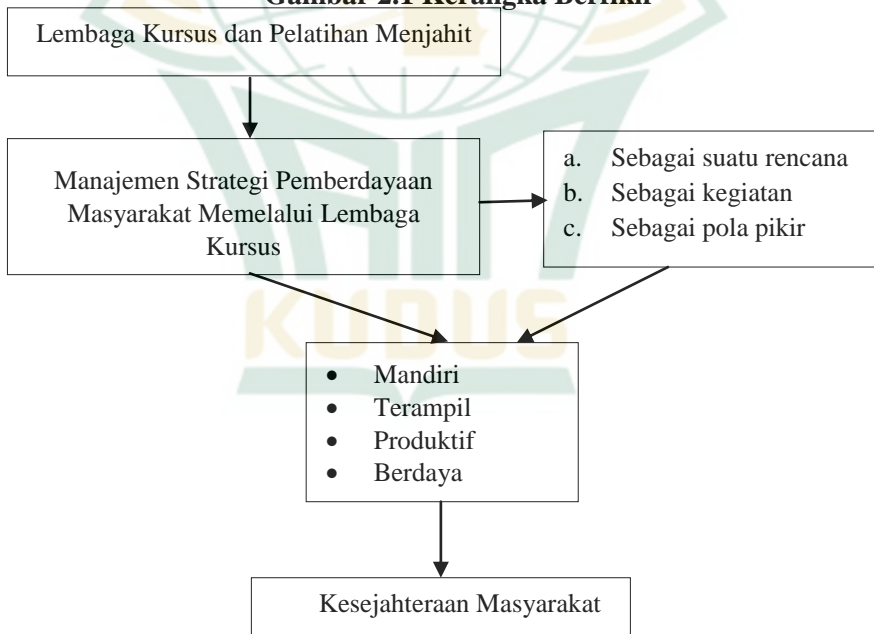 Gambar 2.1 Kerangka Berfikir
Lembaga Kursus dan Pelatihan Menjahit
Manajemen Strategi Pemberdayaan
Masyarakat Memelalui Lembaga
Kursus
a. Sebagai suatu rencana
b. Sebagai kegiatan
c. Sebagai pola pikir
• Mandiri
• Terampil
• Produktif
• Berdaya
Kesejahteraan Masyarakat
KUDUS